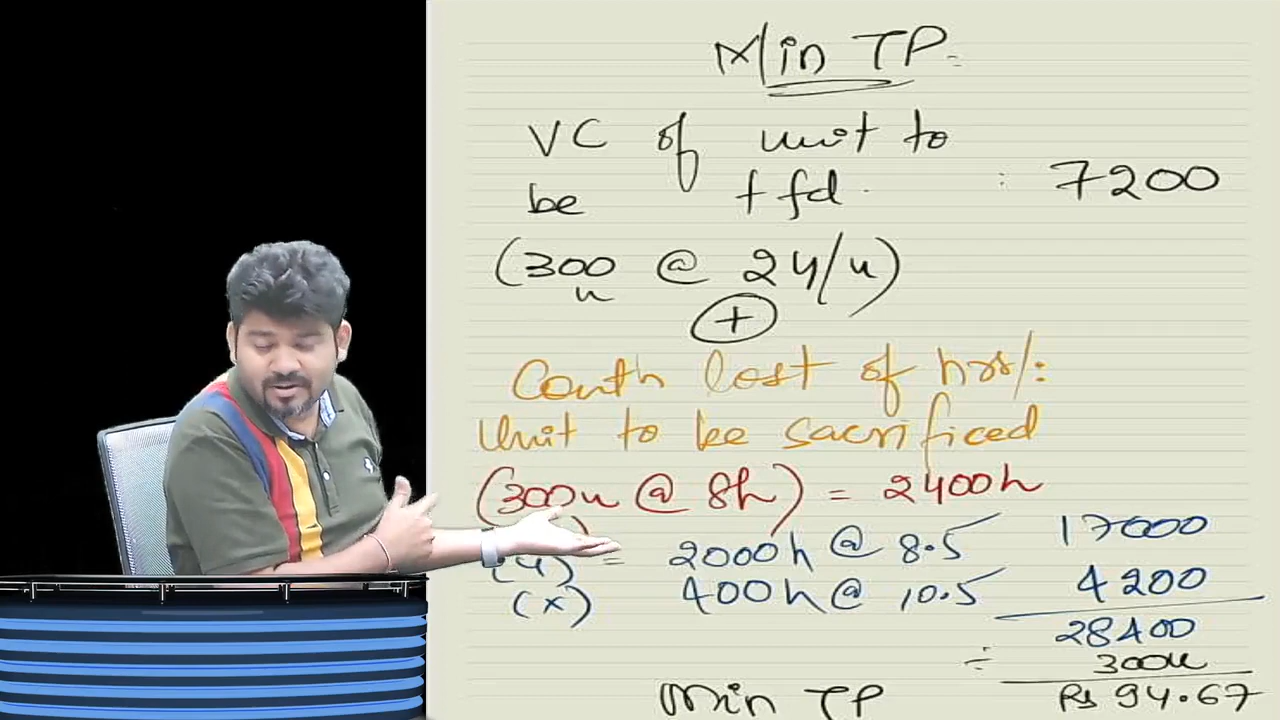 Min TP =
VC of unit to
be tfd. : 7200
(300 @ 24/u)
u
+
Contn lost of hrs/:
Unit to be sacrificed
(300u @ 8h) = 2400h
(Y) = 2000h @ 8.5 17000
(X) 400h @ 10.5 4200
28400
÷ 300u
Min TP Rs 94.67